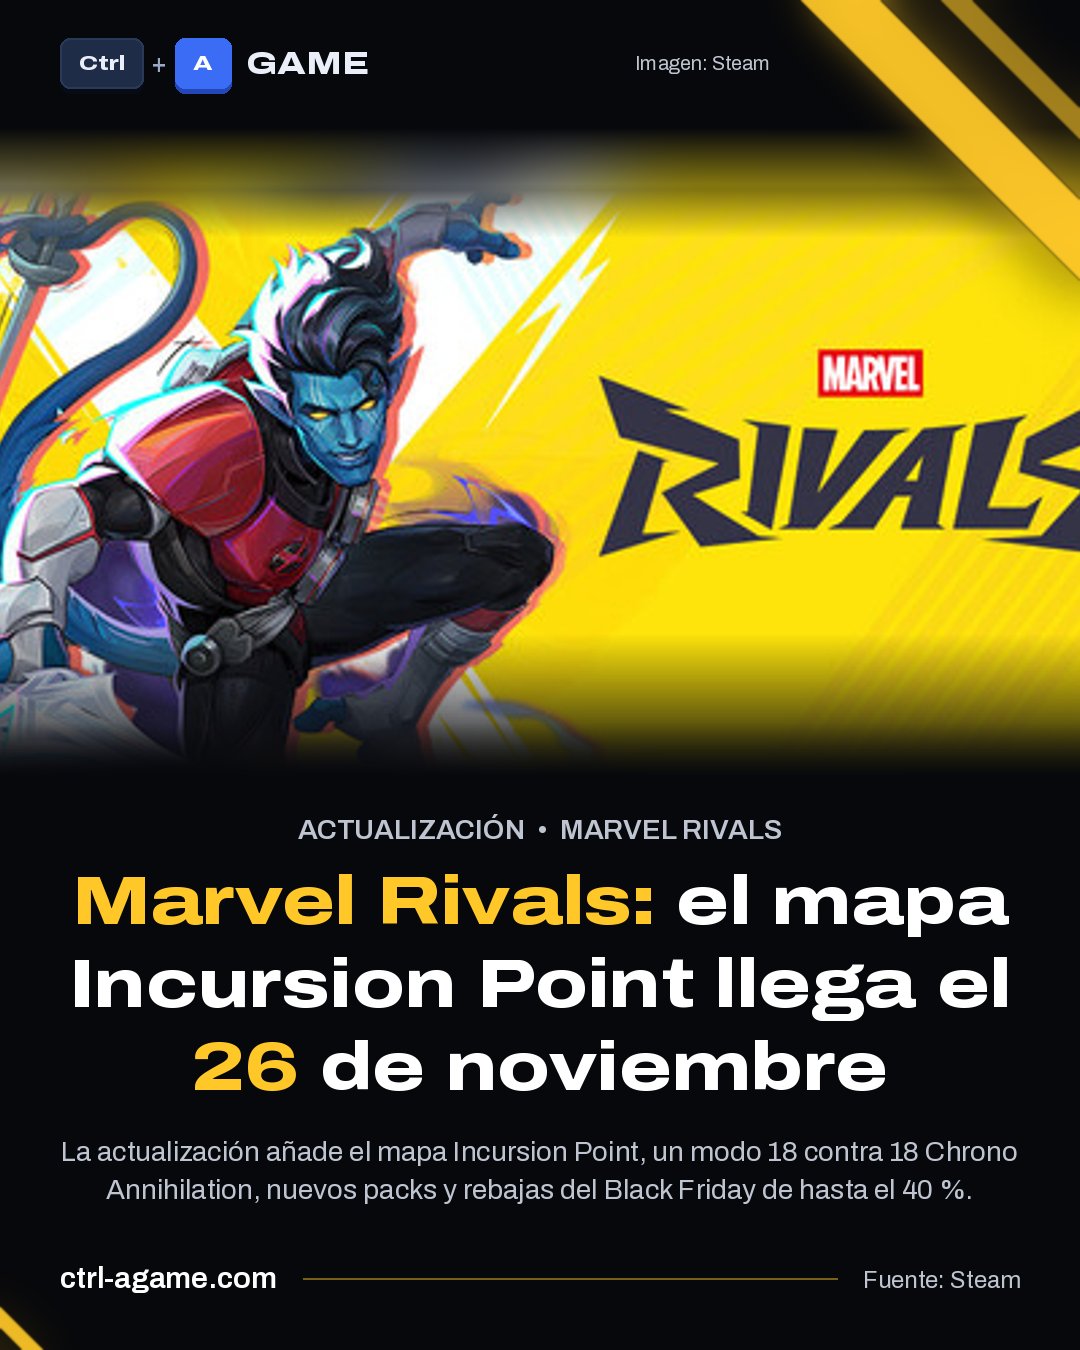 Ctrl + A GAME
Imagen: Steam
MARVEL
RIVALS
ACTUALIZACIÓN • MARVEL RIVALS
Marvel Rivals: el mapa
Incursion Point llega el
26 de noviembre
La actualización añade el mapa Incursion Point, un modo 18 contra 18 Chrono
Annihilation, nuevos packs y rebajas del Black Friday de hasta el 40 %.
ctrl-agame.com
Fuente: Steam